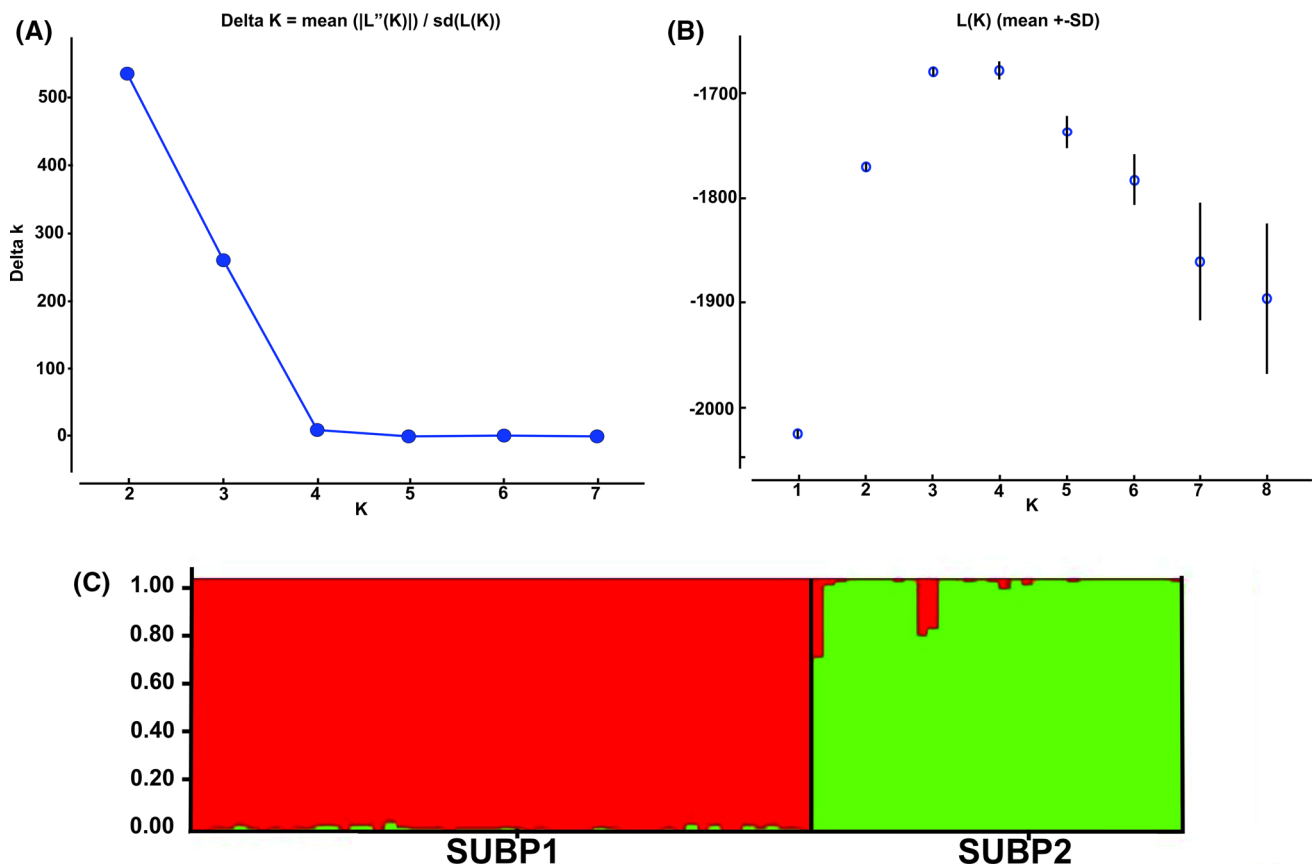 (A)
Delta K = mean (|L”(K)|) / sd(L(K))
Delta k
500
400
300
200
100
0
2 3 4 5 6 7
K
(B)
L(K) (mean +-SD)
-1700
-1800
-1900
-2000
1 2 3 4 5 6 7 8
K
(C)
1.00
0.80
0.60
0.40
0.20
0.00
SUBP1 SUBP2